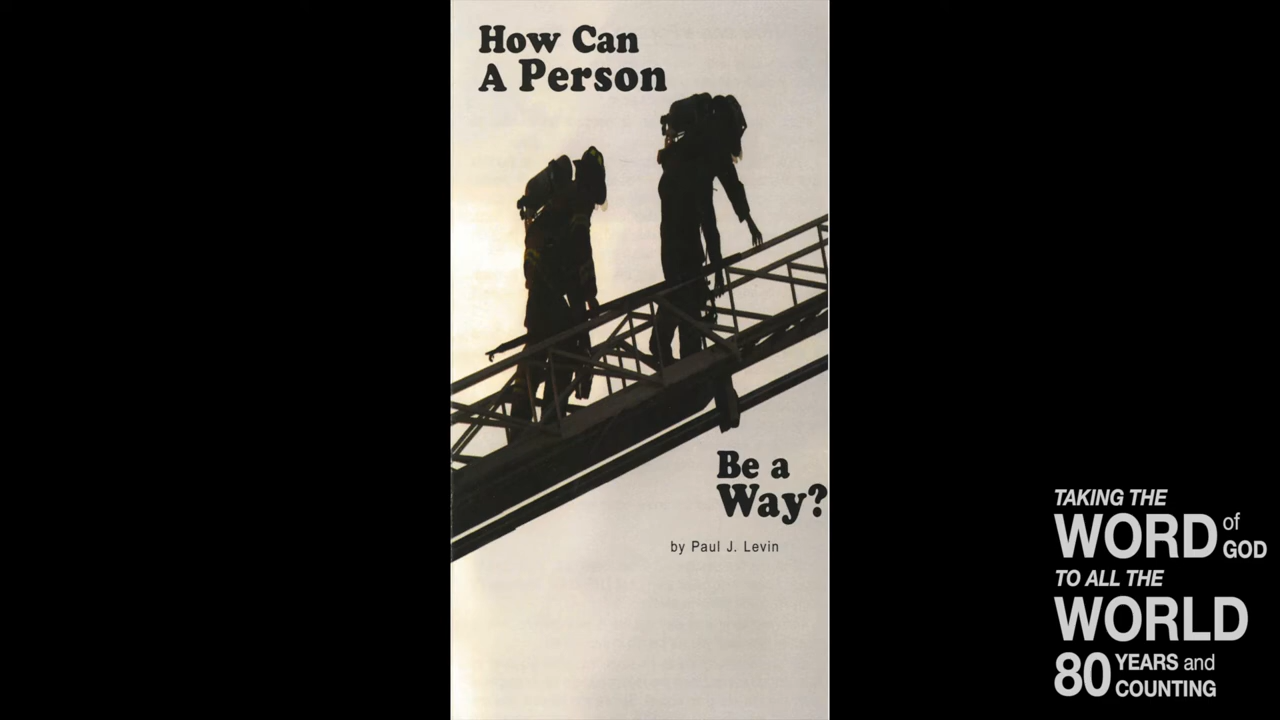 How Can
A Person
Be a
Way?
by Paul J. Levin
TAKING THE
WORD of GOD
TO ALL THE
WORLD
80 YEARS and
COUNTING